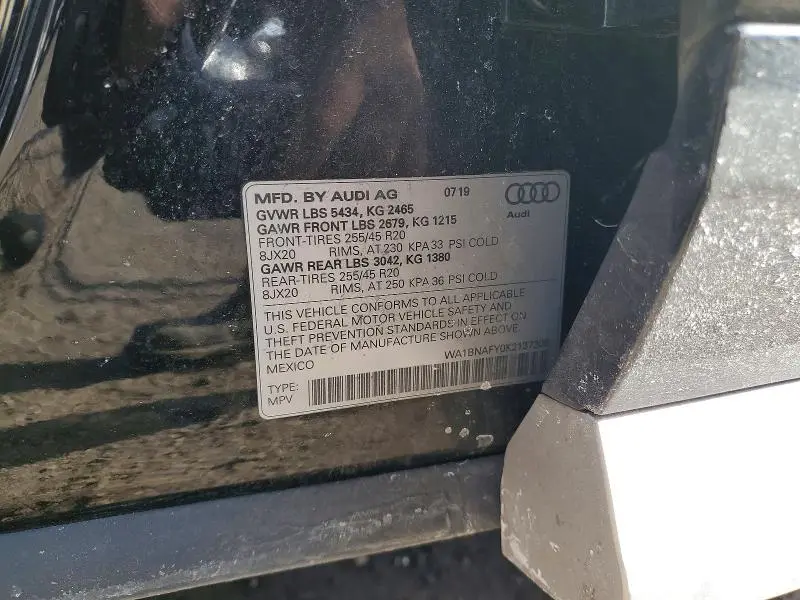 MFD. BY AUDI AG 07 19
Audi
GVWR LBS 5434, KG 2465
GAWR FRONT LBS 2679, KG 1215
FRONT-TIRES 255/45 R20
8JX20 RIMS, AT 230 KPA 33 PSI COLD
GAWR REAR LBS 3042, KG 1380
REAR-TIRES 255/45 R20
8JX20 RIMS, AT 250 KPA 36 PSI COLD
THIS VEHICLE CONFORMS TO ALL APPLICABLE
U.S. FEDERAL MOTOR VEHICLE SAFETY AND
THEFT PREVENTION STANDARDS IN EFFECT ON
THE DATE OF MANUFACTURE SHOWN ABOVE.
MEXICO
TYPE:
MPV